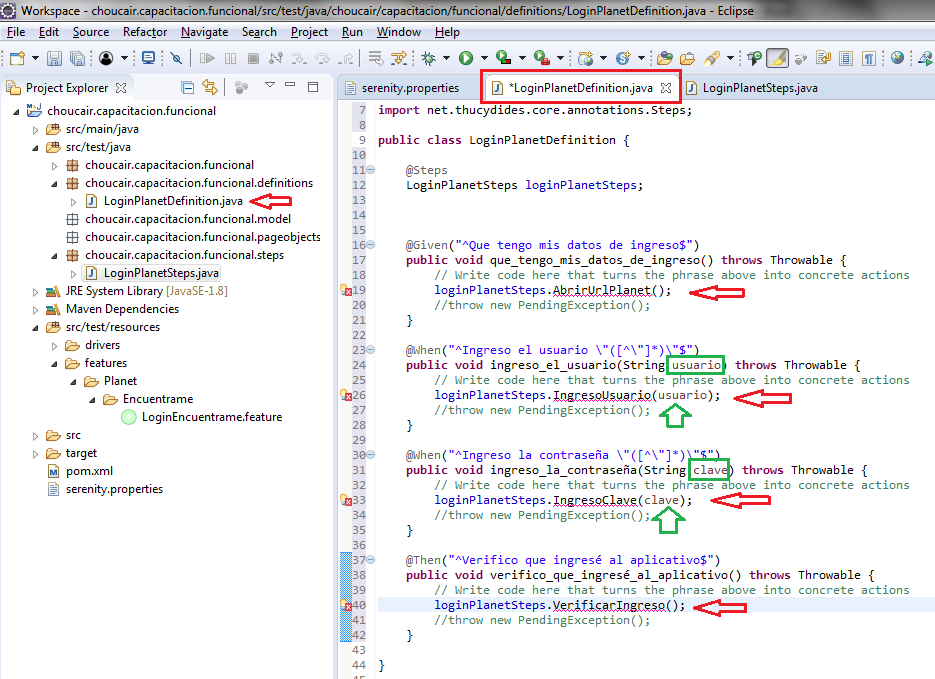 Workspace - choucair.capacitacion.funcional/src/test/java/choucair/capacitacion/funcional/definitions/LoginPlanetDefinition.java - Eclipse
File Edit Source Refactor Navigate Search Project Run Window Help
Project Explorer
choucair.capacitacion.funcional
src/main/java
src/test/java
choucair.capacitacion.funcional
choucair.capacitacion.funcional.definitions
LoginPlanetDefinition.java
choucair.capacitacion.funcional.model
choucair.capacitacion.funcional.pageobjects
choucair.capacitacion.funcional.steps
LoginPlanetSteps.java
JRE System Library [JavaSE-1.8]
Maven Dependencies
src/test/resources
drivers
features
Planet
Encuentrame
LoginEncuentrame.feature
src
target
pom.xml
serenity.properties
serenity.properties *LoginPlanetDefinition.java LoginPlanetSteps.java
7 import net.thucydides.core.annotations.Steps;
8
9 public class LoginPlanetDefinition {
10
11 @Steps
12 LoginPlanetSteps loginPlanetSteps;
13
14
15
16 @Given("^Que tengo mis datos de ingreso$")
17 public void que_tengo_mis_datos_de_ingreso() throws Throwable {
18 // Write code here that turns the phrase above into concrete actions
19 loginPlanetSteps.AbrirUrlPlanet();
20 //throw new PendingException();
21 }
22
23 @When("^Ingreso el usuario \"([^\"]*)\"$")
24 public void ingreso_el_usuario(String usuario) throws Throwable {
25 // Write code here that turns the phrase above into concrete actions
26 loginPlanetSteps.IngresoUsuario(usuario);
27 //throw new PendingException();
28 }
29
30 @When("^Ingreso la contraseña \"([^\"]*)\"$")
31 public void ingreso_la_contraseña(String clave) throws Throwable {
32 // Write code here that turns the phrase above into concrete actions
33 loginPlanetSteps.IngresoClave(clave);
34 //throw new PendingException();
35 }
36
37 @Then("^Verifico que ingresé al aplicativo$")
38 public void verifico_que_ingresé_al_aplicativo() throws Throwable {
39 // Write code here that turns the phrase above into concrete actions
40 loginPlanetSteps.VerificarIngreso();
41 //throw new PendingException();
42 }
43
44 }